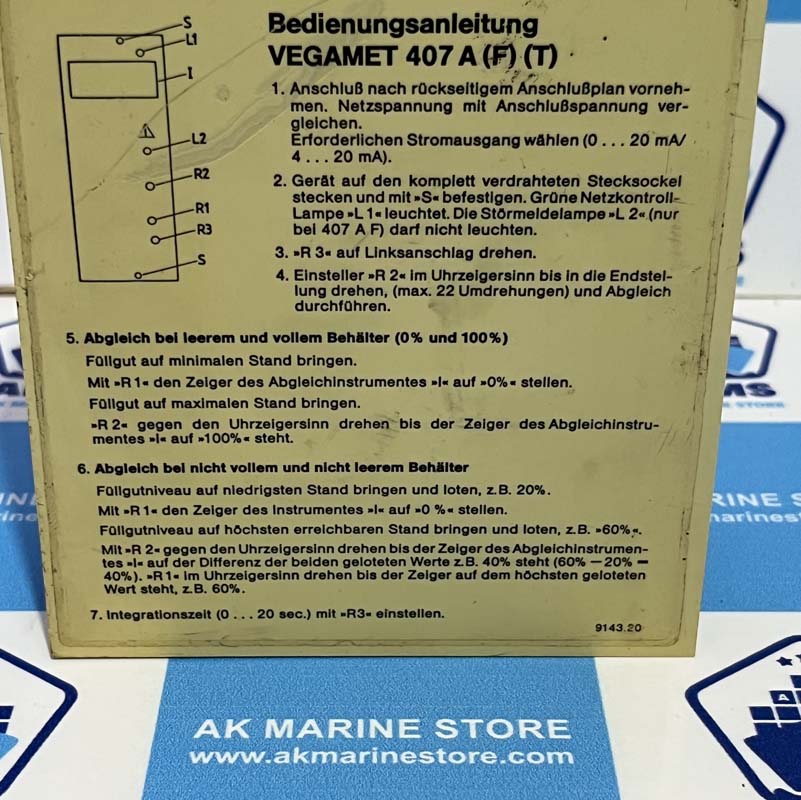 Bedienungsanleitung
VEGAMET 407 A (F) (T)
S
L1
I
L2
R2
R1
R3
S
1. Anschluß nach rückseitigem Anschlußplan vorneh-
men. Netzspannung mit Anschlußspannung ver-
gleichen.
Erforderlichen Stromausgang wählen (0 . . . 20 mA/
4 . . . 20 mA).
2. Gerät auf den komplett verdrahteten Stecksockel
stecken und mit »S« befestigen. Grüne Netzkontroll-
Lampe »L 1« leuchtet. Die Störmeldelampe »L 2« (nur
bei 407 A F) darf nicht leuchten.
3. »R 3« auf Linksanschlag drehen.
4. Einsteller »R 2« im Uhrzeigersinn bis in die Endstel-
lung drehen, (max. 22 Umdrehungen) und Abgleich
durchführen.
5. Abgleich bei leerem und vollem Behälter (0% und 100%)
Füllgut auf minimalen Stand bringen.
Mit »R 1« den Zeiger des Abgleichinstrumentes »I« auf »0%« stellen.
Füllgut auf maximalen Stand bringen.
»R 2« gegen den Uhrzeigersinn drehen bis der Zeiger des Abgleichinstru-
mentes »I« auf »100%« steht.
6. Abgleich bei nicht vollem und nicht leerem Behälter
Füllgutniveau auf niedrigsten Stand bringen und loten, z.B. 20%.
Mit »R 1« den Zeiger des Instrumentes »I« auf »0 %« stellen.
Füllgutniveau auf höchsten erreichbaren Stand bringen und loten, z.B. »60%«.
Mit »R 2« gegen den Uhrzeigersinn drehen bis der Zeiger des Abgleichinstrumen-
tes »I« auf der Differenz der beiden geloteten Werte z.B. 40% steht (60% — 20% =
40%). »R 1« im Uhrzeigersinn drehen bis der Zeiger auf dem höchsten geloteten
Wert steht, z.B. 60%.
7. Integrationszeit (0 . . . 20 sec.) mit »R3« einstellen.
9143.20
MS
E STORE
AK MARINE STORE
www.akmarinestore.com